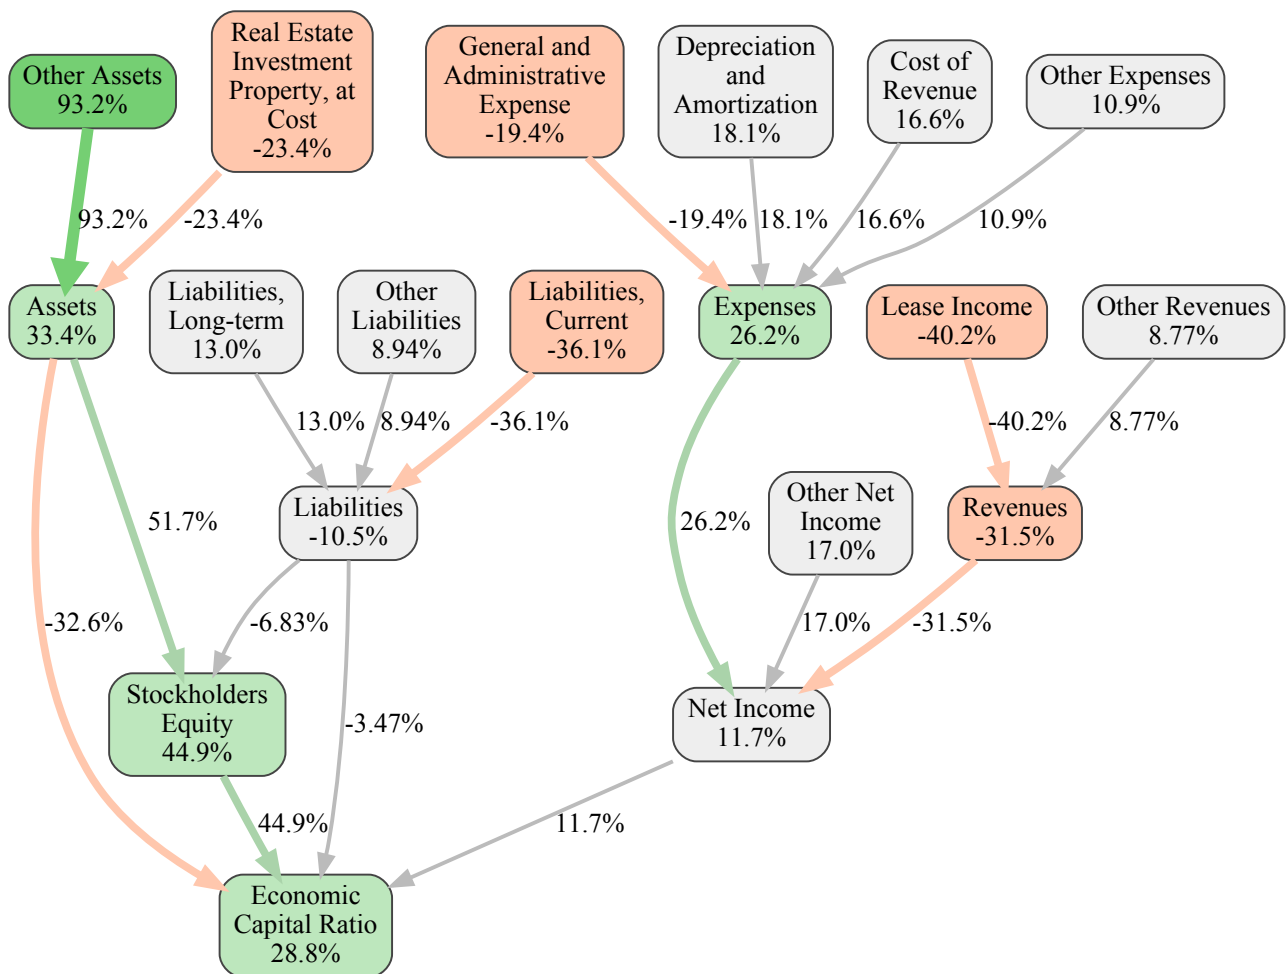 Other Assets
93.2%
Real Estate
Investment
Property, at
Cost
-23.4%
General and
Administrative
Expense
-19.4%
Depreciation
and
Amortization
18.1%
Cost of
Revenue
16.6%
Other Expenses
10.9%
93.2%
-23.4%
-19.4%
18.1%
16.6%
10.9%
Assets
33.4%
Liabilities,
Long-term
13.0%
Other
Liabilities
8.94%
Liabilities,
Current
-36.1%
Expenses
26.2%
Lease Income
-40.2%
Other Revenues
8.77%
13.0%
8.94%
-36.1%
-40.2%
8.77%
51.7%
Liabilities
-10.5%
26.2%
Other Net
Income
17.0%
Revenues
-31.5%
-32.6%
-6.83%
17.0%
-31.5%
Stockholders
Equity
44.9%
-3.47%
Net Income
11.7%
44.9%
11.7%
Economic
Capital Ratio
28.8%